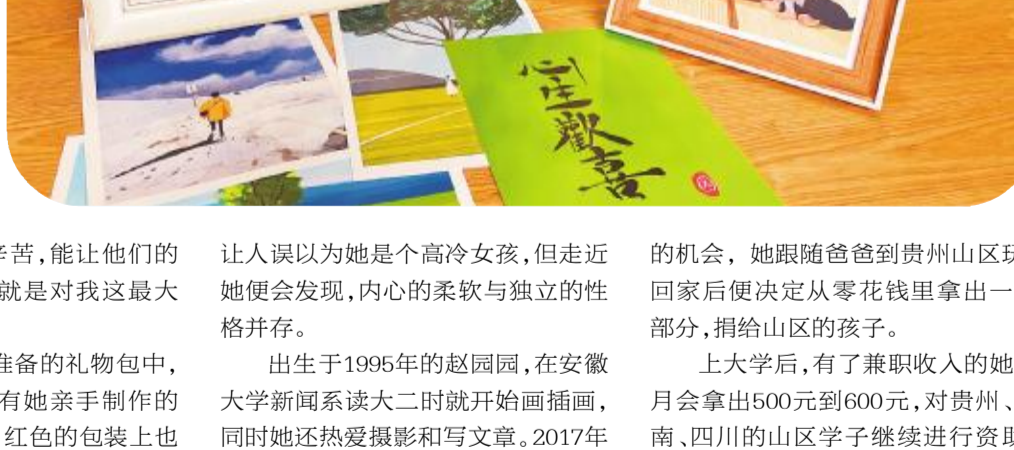 心生歡喜
辛苦，能让他们的
就是对我这最大
准备的礼物包中，
有她亲手制作的
红色的包装上也
让人误以为她是个高冷女孩，但走近
她便会发现，内心的柔软与独立的性
格并存。
出生于1995年的赵园园，在安徽
大学新闻系读大二时就开始画插画，
同时她还热爱摄影和写文章。2017年
的机会，她跟随爸爸到贵州山区玩
回家后便决定从零花钱里拿出一
部分，捐给山区的孩子。
上大学后，有了兼职收入的她
月会拿出500元到600元，对贵州、
南、四川的山区学子继续进行资助